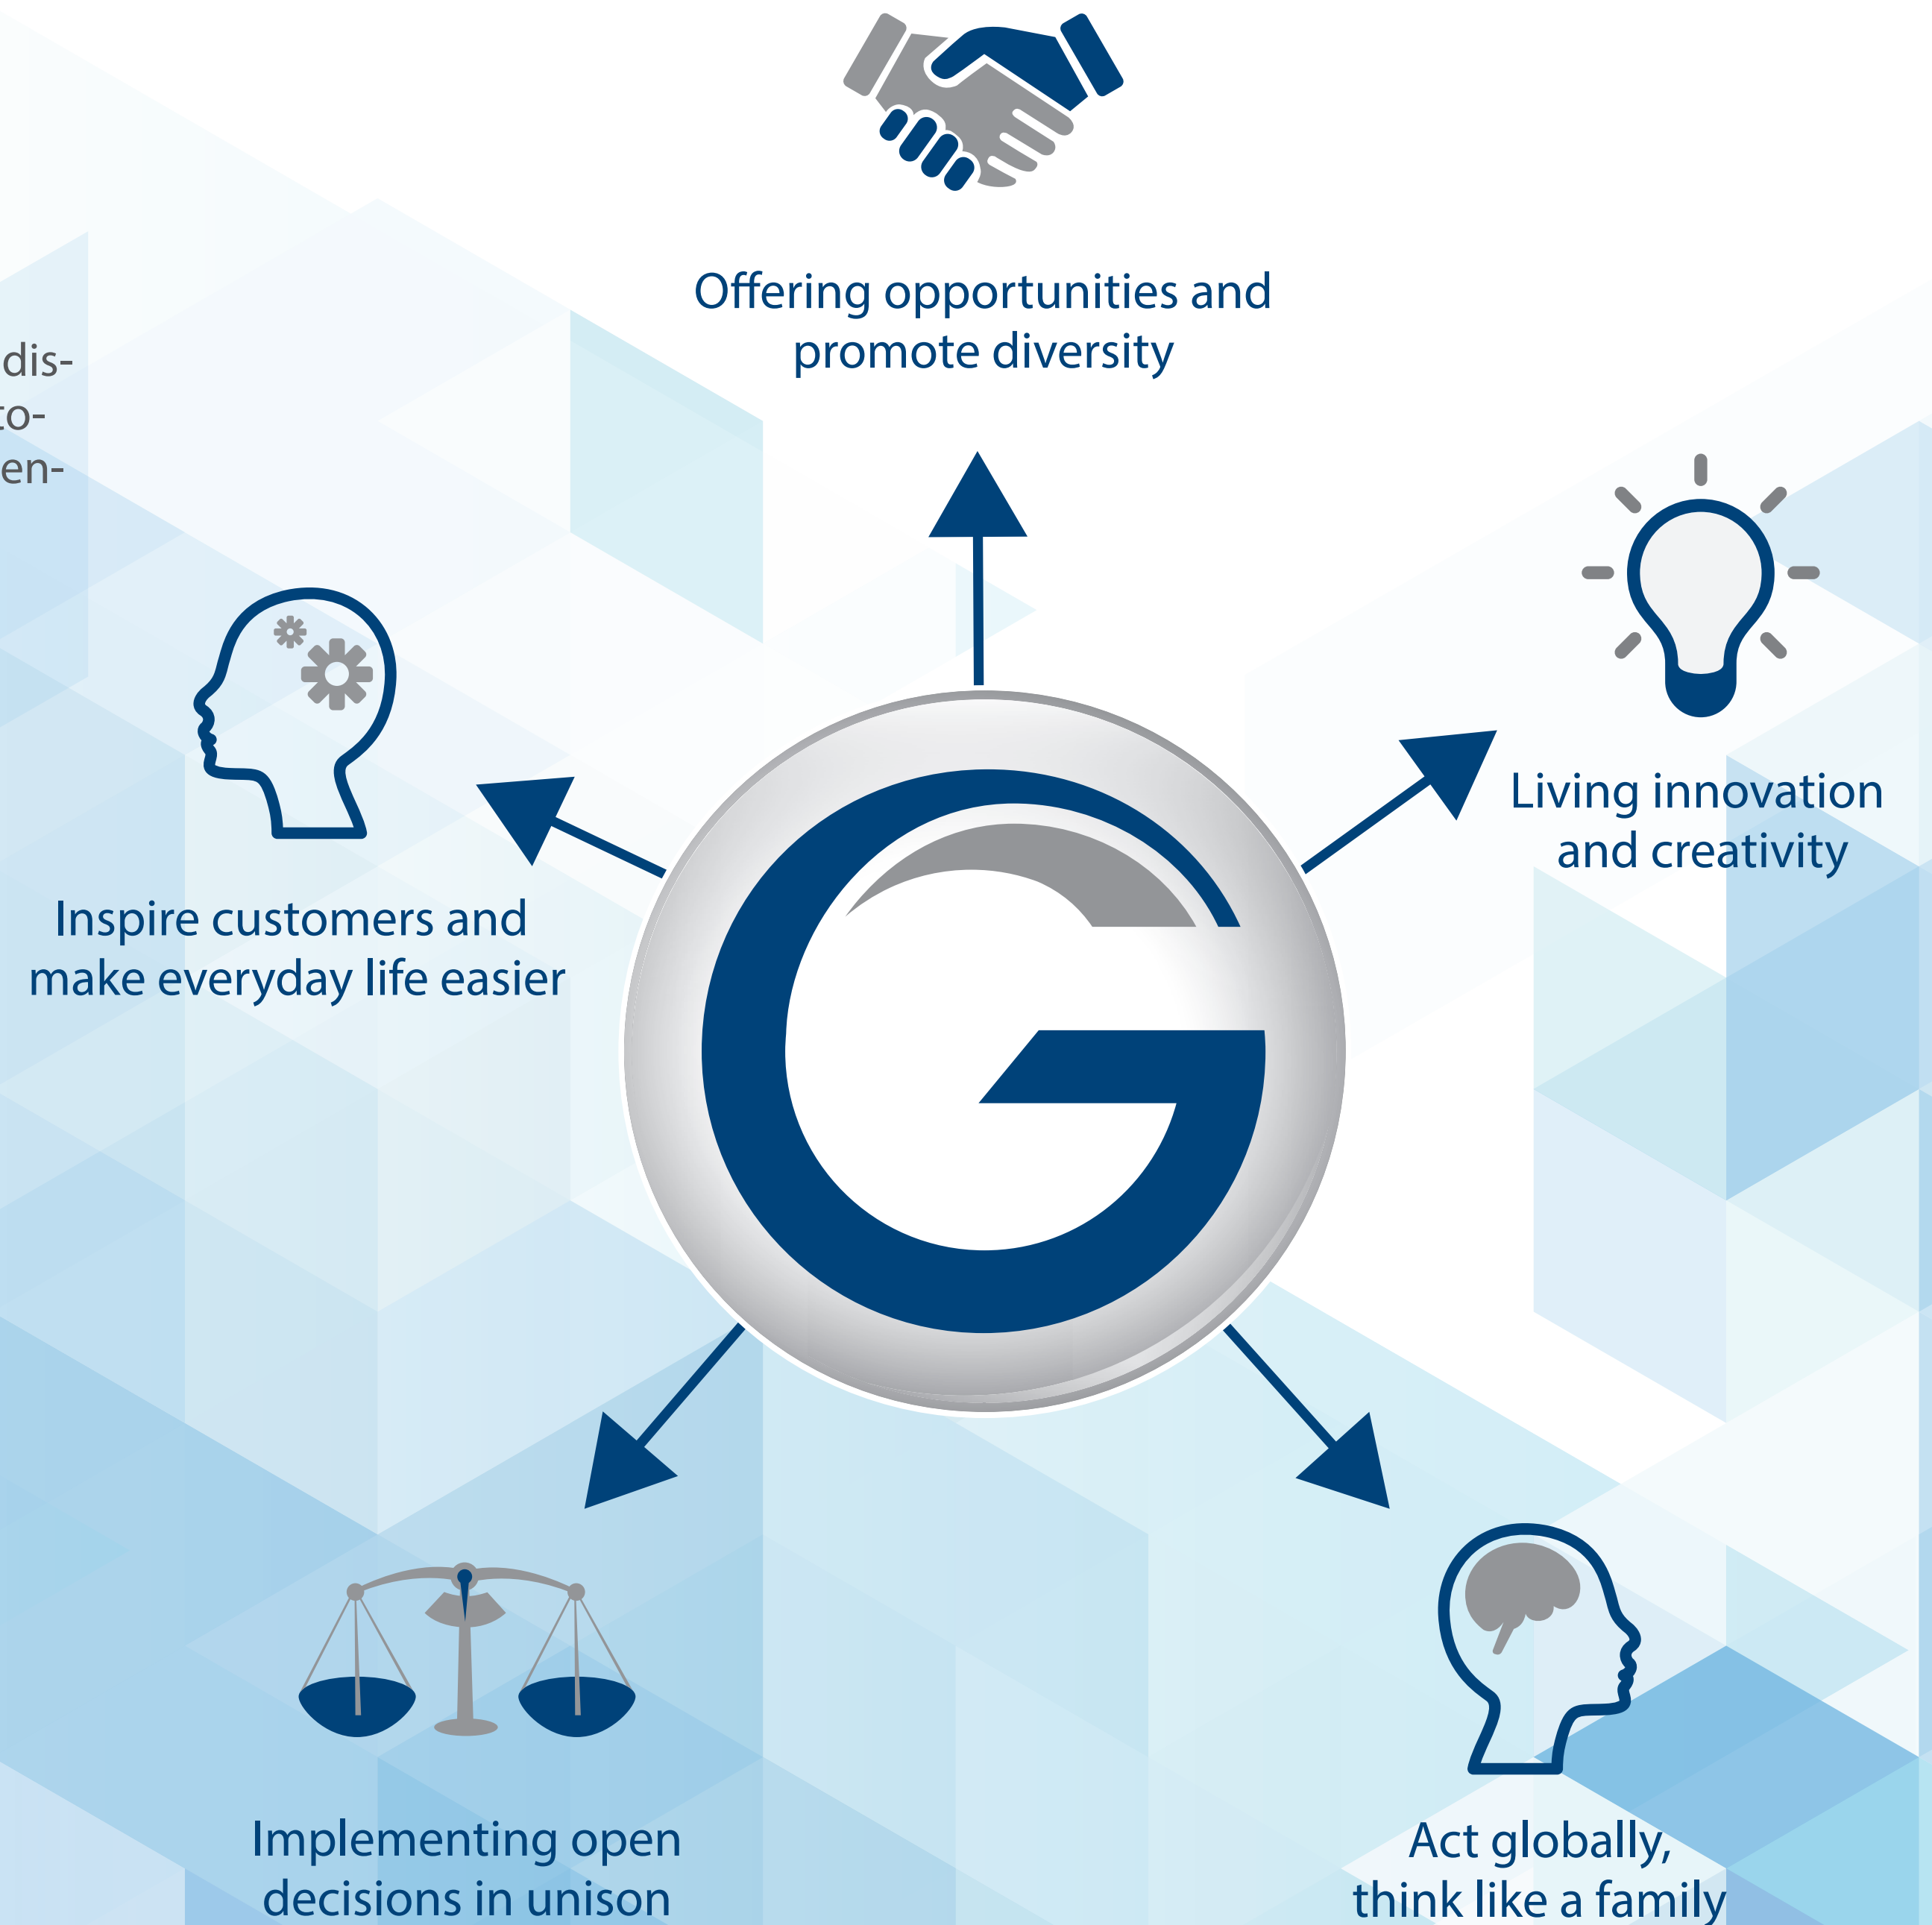 Offering opportunities and
promote diversity
dis-
to-
en-
Living innovation
and creativity
Inspire customers and
make everyday life easier
G
Implementing open
decisions in unison
Act globally,
think like a family